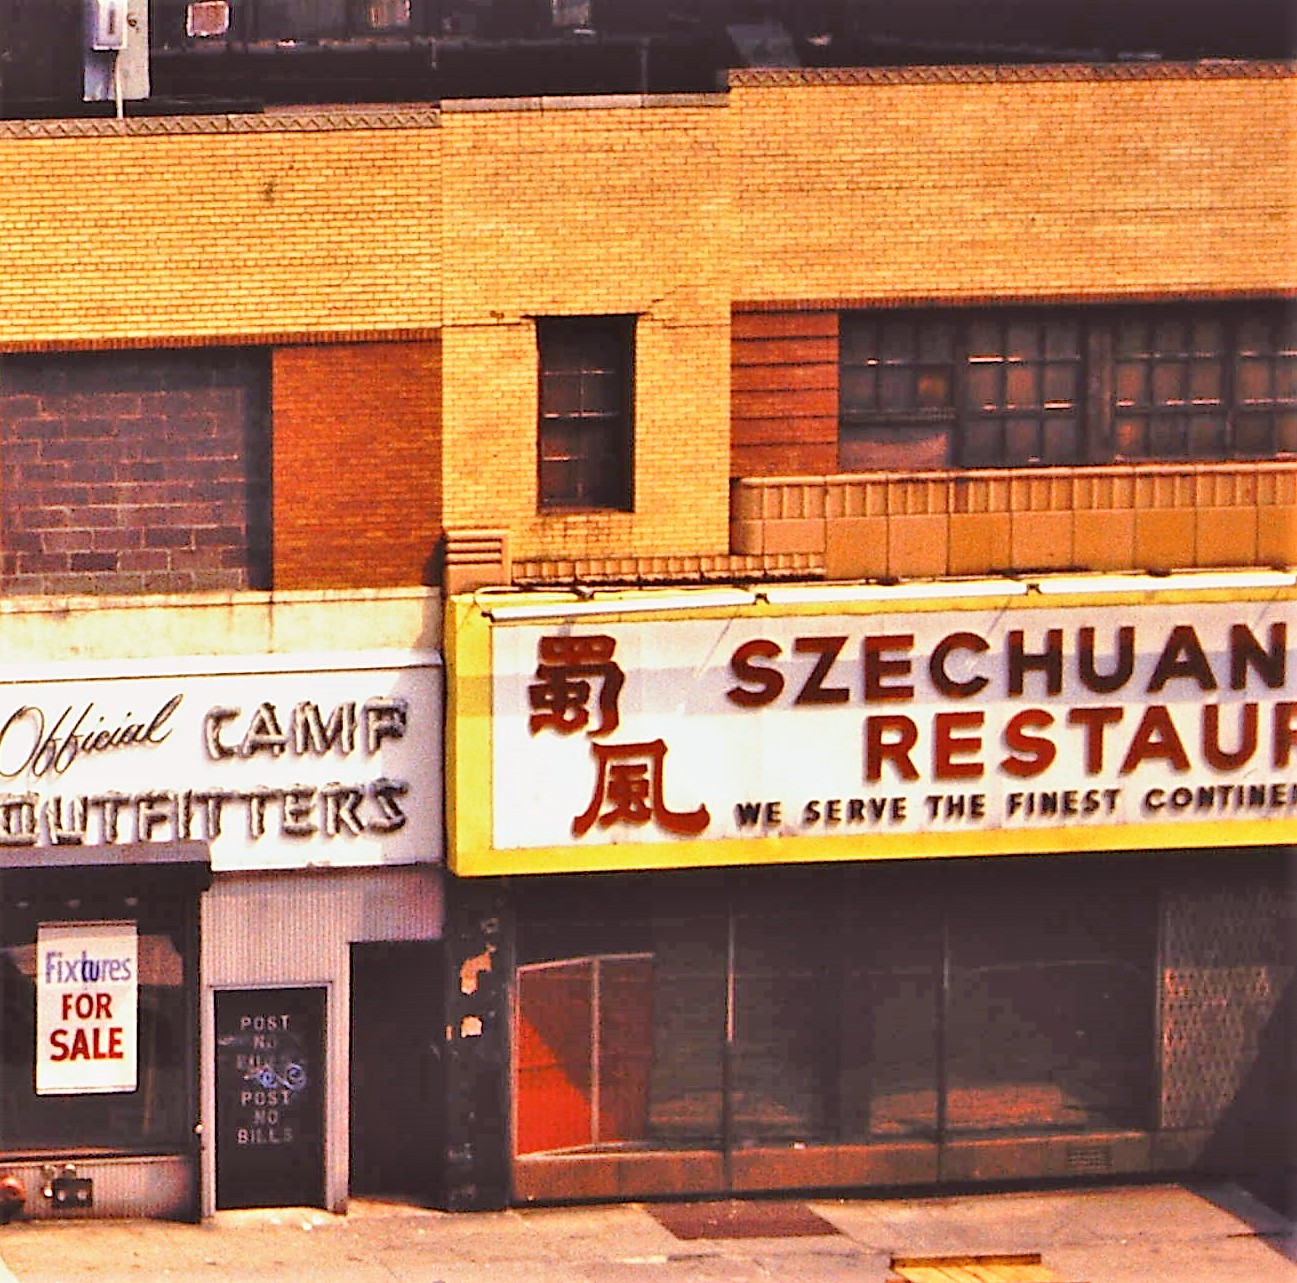 Official CAMP
OUTFITTERS
蜀
風
SZECHUAN
RESTAUR
WE SERVE THE FINEST CONTINE
Fixtures
FOR
SALE
POST
NO
BILLS
POST
NO
BILLS